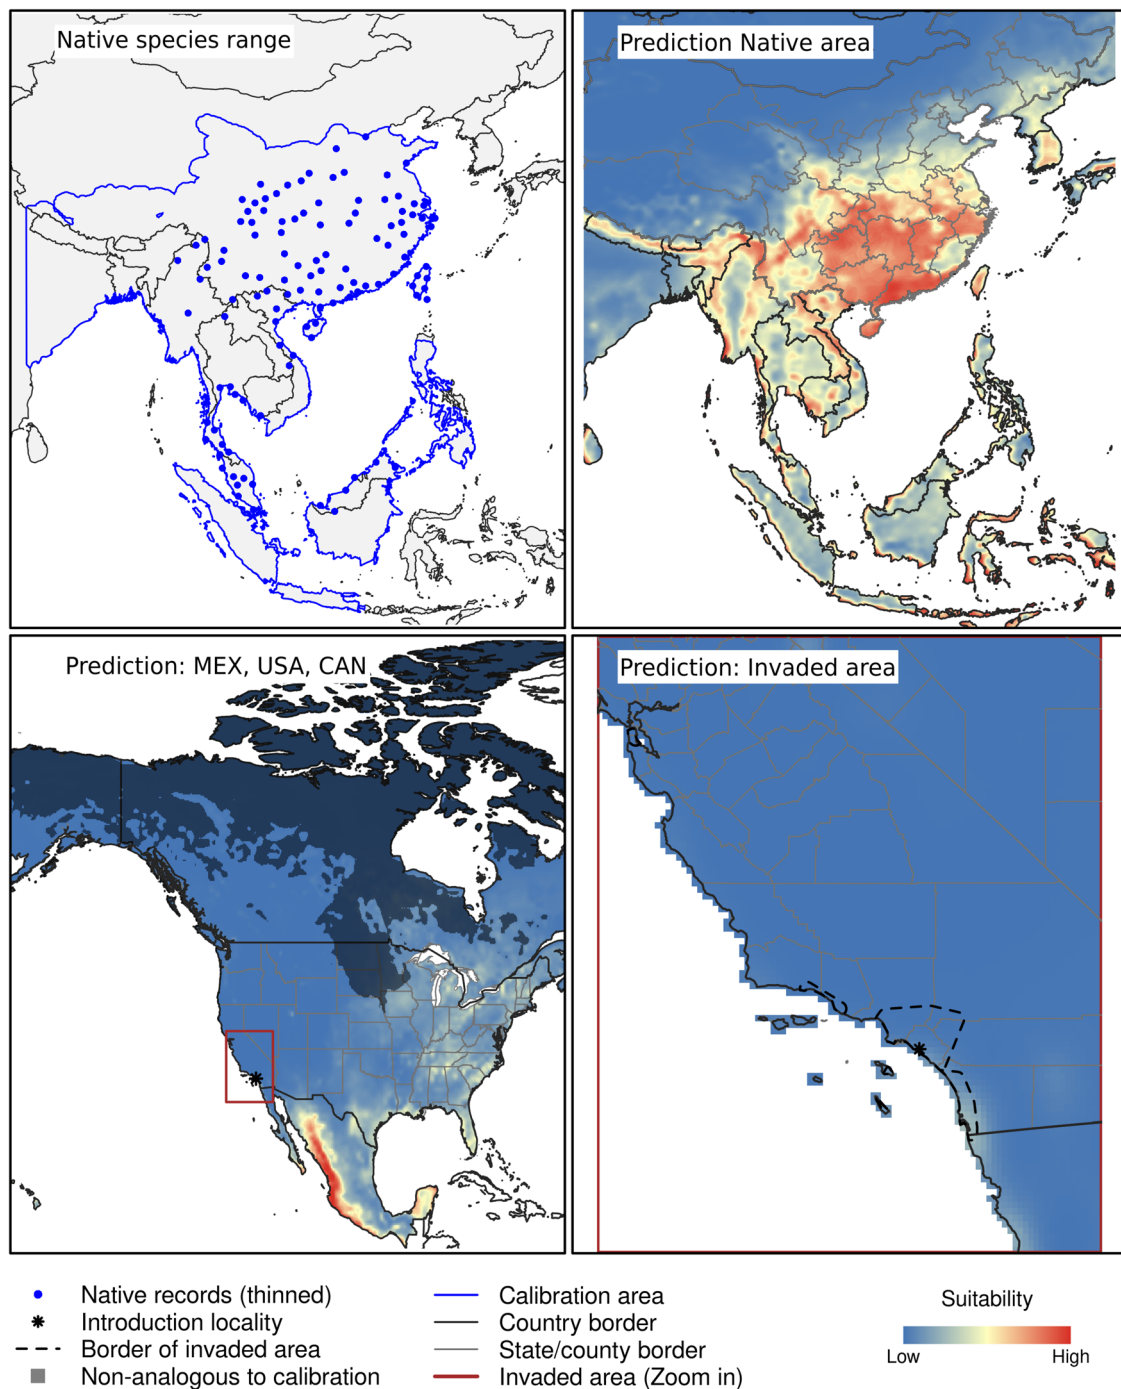 Native species range
Prediction Native area
Prediction: MEX, USA, CAN
Prediction: Invaded area
Native records (thinned)
Introduction locality
Border of invaded area
Non-analogous to calibration
Calibration area
Country border
State/county border
Invaded area (Zoom in)
Suitability
Low High